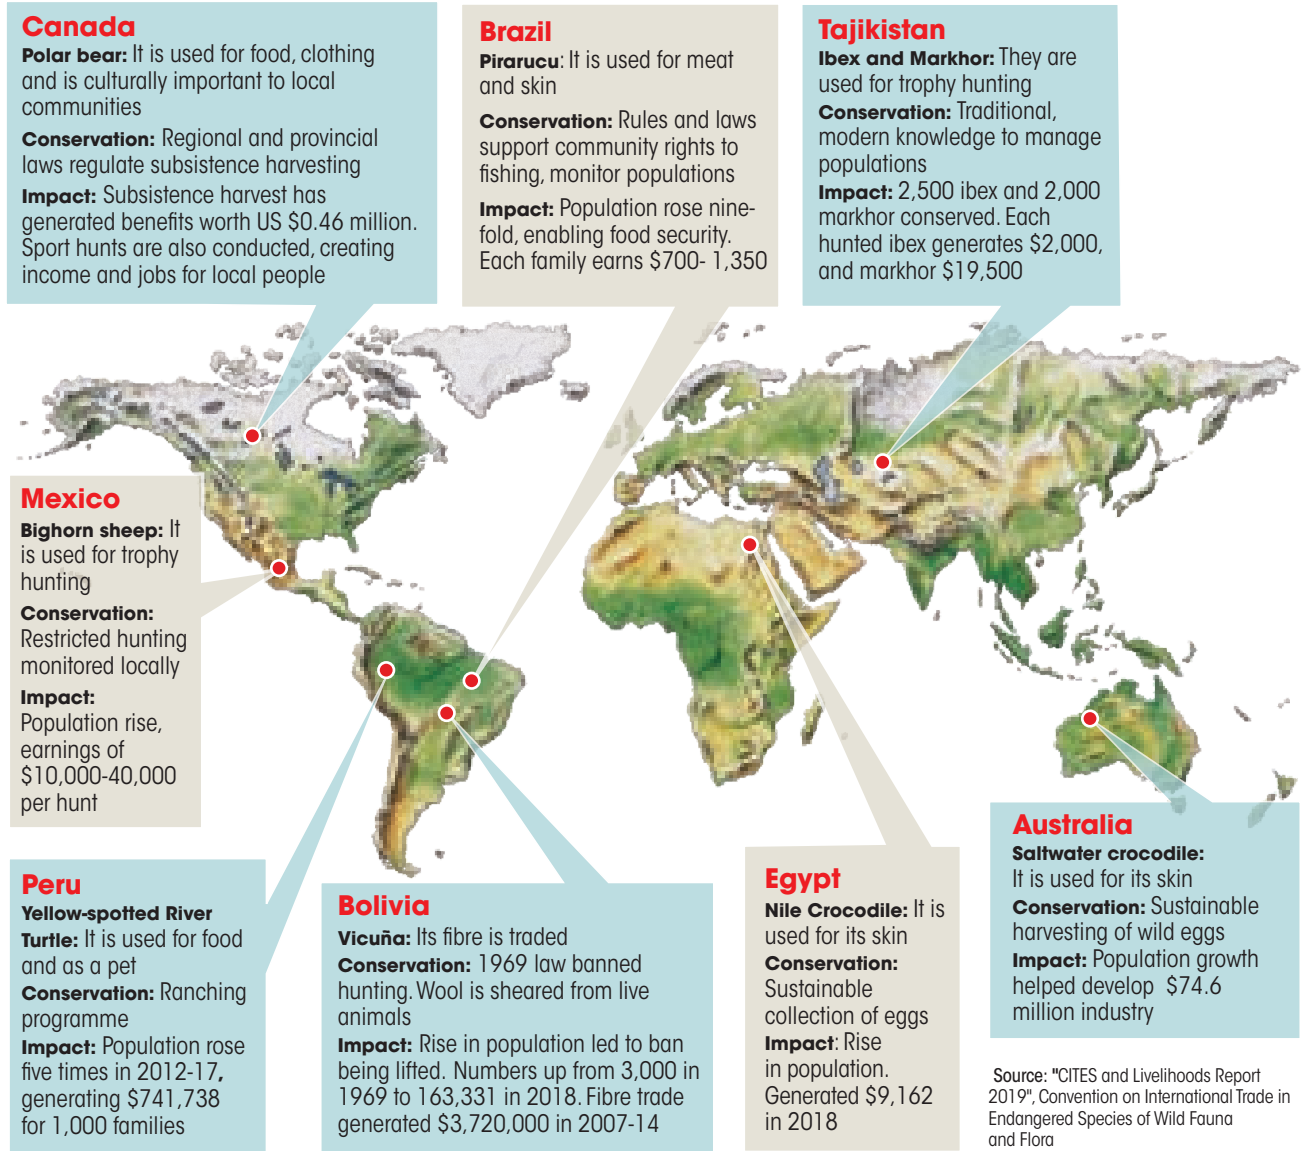 Canada
Polar bear: It is used for food, clothing
and is culturally important to local
communities
Conservation: Regional and provincial
laws regulate subsistence harvesting
Impact: Subsistence harvest has
generated benefits worth US $0.46 million.
Sport hunts are also conducted, creating
income and jobs for local people
Brazil
Pirarucu: It is used for meat
and skin
Conservation: Rules and laws
support community rights to
fishing, monitor populations
Impact: Population rose nine-
fold, enabling food security.
Each family earns $700- 1,350
Tajikistan
Ibex and Markhor: They are
used for trophy hunting
Conservation: Traditional,
modern knowledge to manage
populations
Impact: 2,500 ibex and 2,000
markhor conserved. Each
hunted ibex generates $2,000,
and markhor $19,500
Mexico
Bighorn sheep: It
is used for trophy
hunting
Conservation:
Restricted hunting
monitored locally
Impact:
Population rise,
earnings of
$10,000-40,000
per hunt
Peru
Yellow-spotted River
Turtle: It is used for food
and as a pet
Conservation: Ranching
programme
Impact: Population rose
five times in 2012-17,
generating $741,738
for 1,000 families
Bolivia
Vicuña: Its fibre is traded
Conservation: 1969 law banned
hunting. Wool is sheared from live
animals
Impact: Rise in population led to ban
being lifted. Numbers up from 3,000 in
1969 to 163,331 in 2018. Fibre trade
generated $3,720,000 in 2007-14
Egypt
Nile Crocodile: It is
used for its skin
Conservation:
Sustainable
collection of eggs
Impact: Rise
in population.
Generated $9,162
in 2018
Australia
Saltwater crocodile:
It is used for its skin
Conservation: Sustainable
harvesting of wild eggs
Impact: Population growth
helped develop $74.6
million industry
Source: "CITES and Livelihoods Report
2019", Convention on International Trade in
Endangered Species of Wild Fauna
and Flora